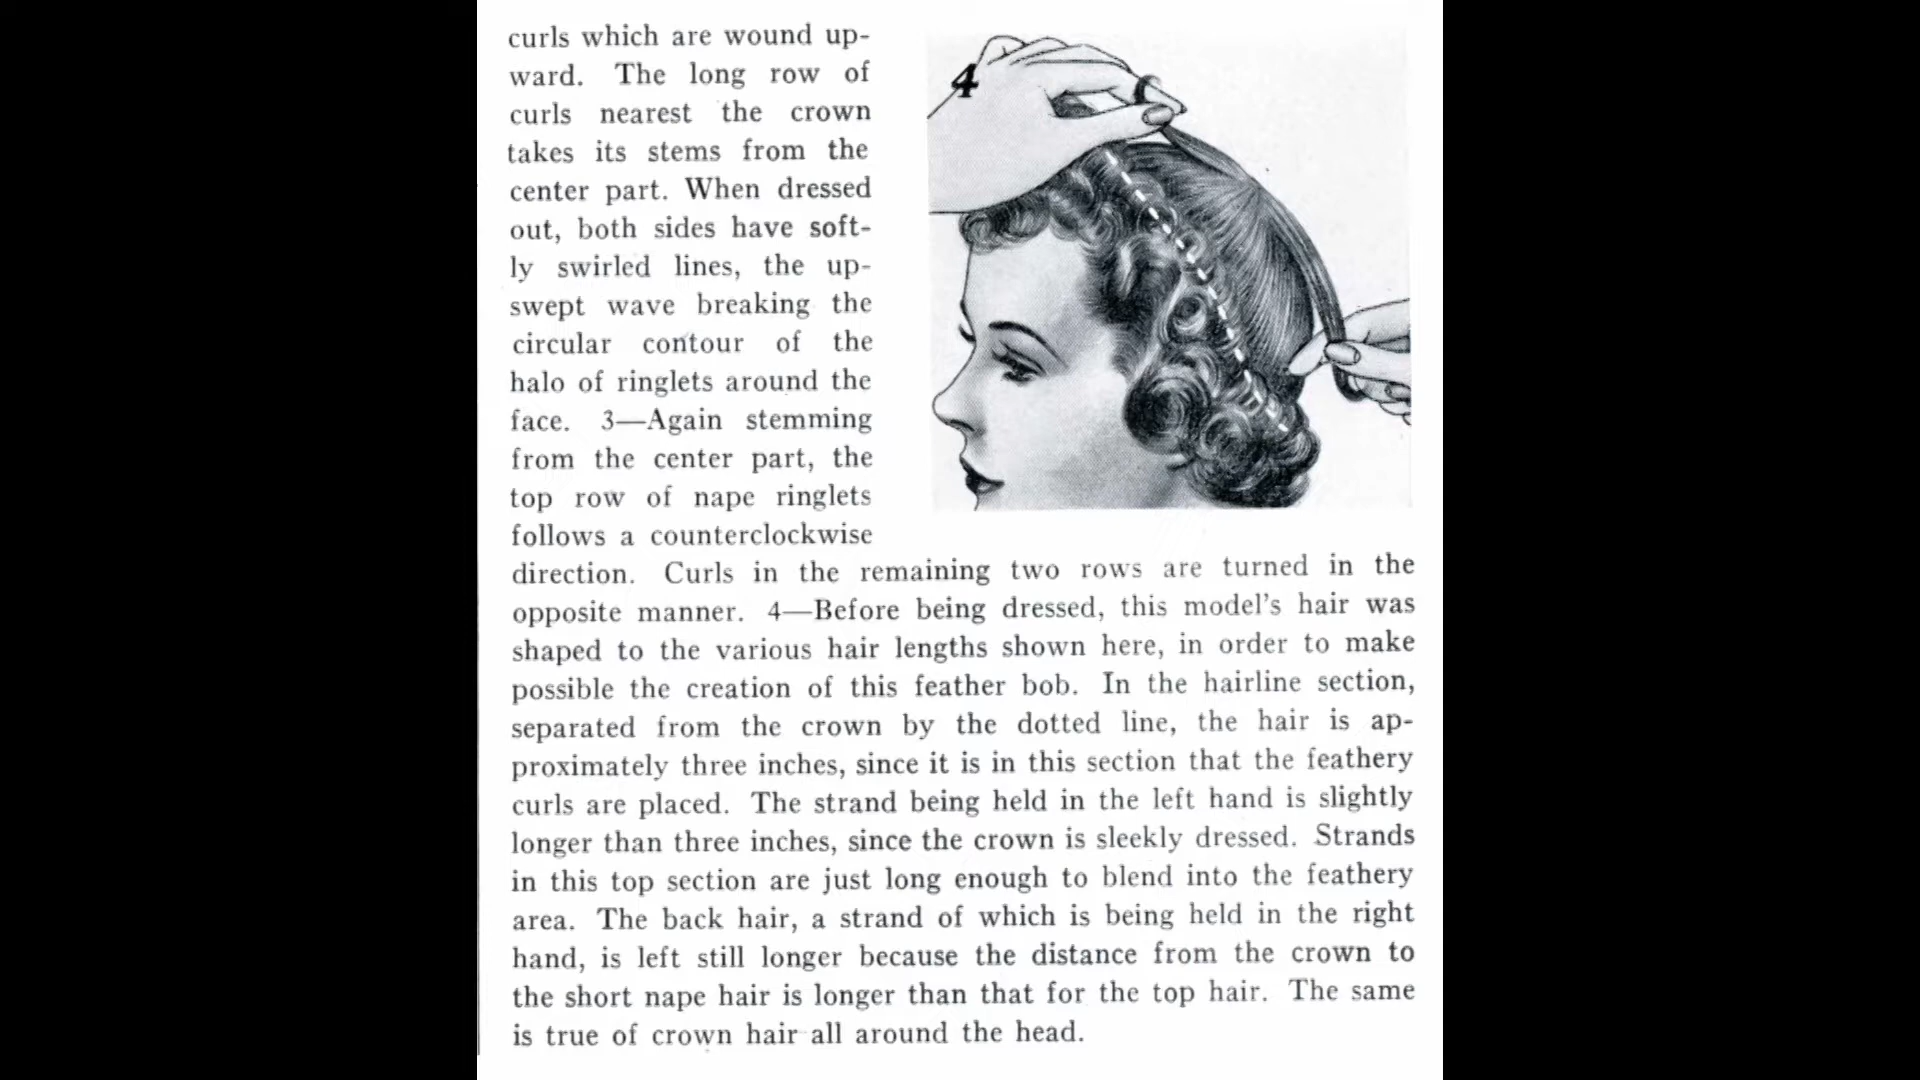 curls which are wound up-
ward. The long row of
curls nearest the crown
takes its stems from the
center part. When dressed
out, both sides have soft-
ly swirled lines, the up-
swept wave breaking the
circular contour of the
halo of ringlets around the
face. 3—Again stemming
from the center part, the
top row of nape ringlets
follows a counterclockwise
direction. Curls in the remaining two rows are turned in the
opposite manner. 4—Before being dressed, this model's hair was
shaped to the various hair lengths shown here, in order to make
possible the creation of this feather bob. In the hairline section,
separated from the crown by the dotted line, the hair is ap-
proximately three inches, since it is in this section that the feathery
curls are placed. The strand being held in the left hand is slightly
longer than three inches, since the crown is sleekly dressed. Strands
in this top section are just long enough to blend into the feathery
area. The back hair, a strand of which is being held in the right
hand, is left still longer because the distance from the crown to
the short nape hair is longer than that for the top hair. The same
is true of crown hair all around the head.
4